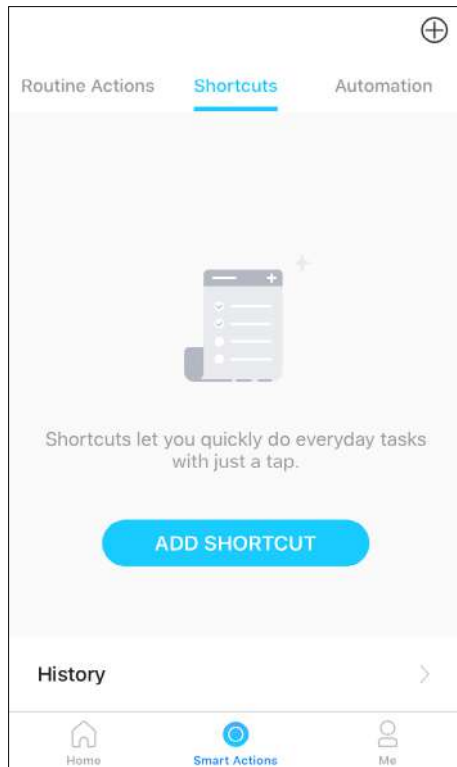 Routine Actions Shortcuts Automation
Shortcuts let you quickly do everyday tasks
with just a tap.
ADD SHORTCUT
History
Home Smart Actions Me